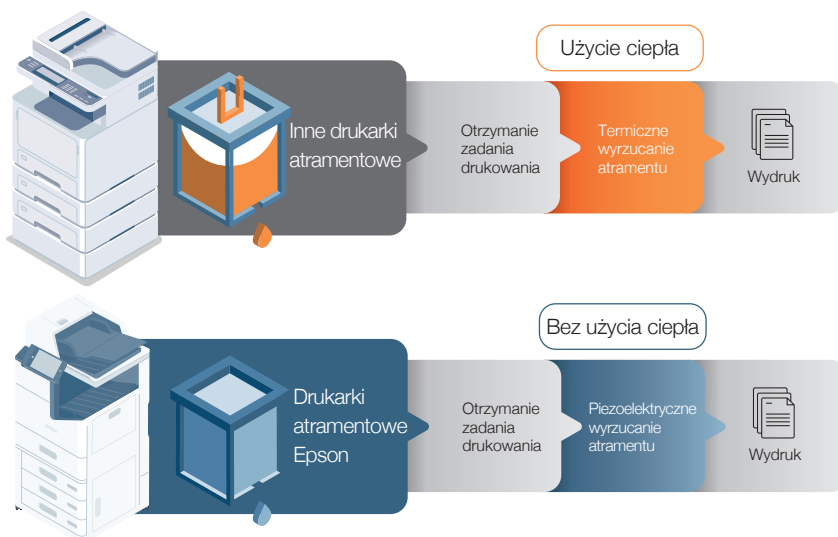 Użycie ciepła
Inne drukarki
atramentowe
Otrzymanie
zadania
drukowania
Termiczne
wyrzucanie
atramentu
Wydruk
Bez użycia ciepła
Drukarki
atramentowe
Epson
Otrzymanie
zadania
drukowania
Piezoelektryczne
wyrzucanie
atramentu
Wydruk